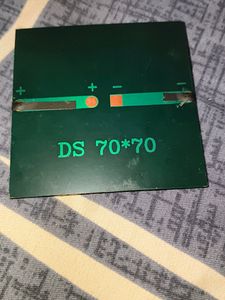 + + - -
DS 70*70